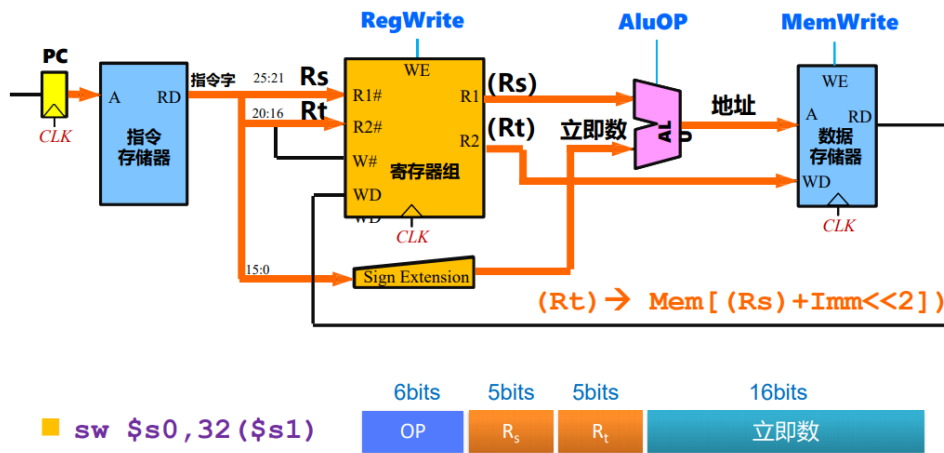 RegWrite
AluOP
MemWrite
PC
CLK
A
RD
指令
存储器
指令字
25:21
Rs
20:16
Rt
15:0
WE
R1#
R2#
W#
WD
WD
R1
R2
寄存器组
CLK
(Rs)
(Rt)
立即数
ALU
地址
WE
A
RD
数据
存储器
WD
CLK
Sign Extension
(Rt)→ Mem[(Rs)+Imm<<2])
6bits 5bits 5bits 16bits
sw $s0,32($s1)
OP Rs Rt 立即数